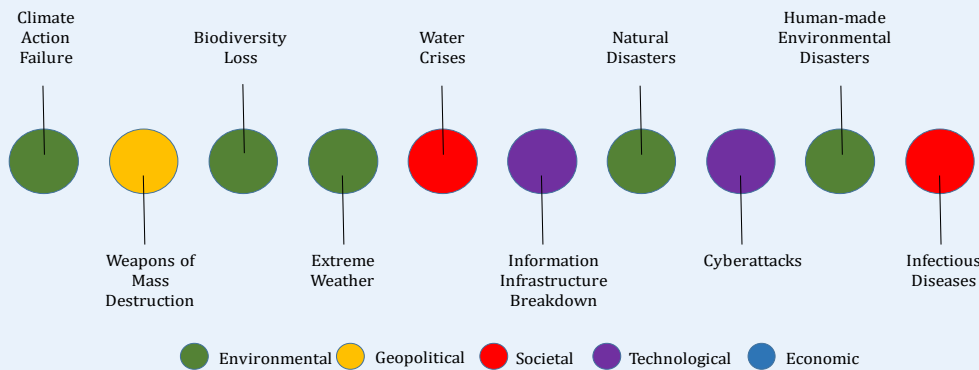 Climate
Action
Failure
Biodiversity
Loss
Water
Crises
Natural
Disasters
Human-made
Environmental
Disasters
Weapons of
Mass
Destruction
Extreme
Weather
Information
Infrastructure
Breakdown
Cyberattacks
Infectious
Diseases
Environmental Geopolitical Societal Technological Economic